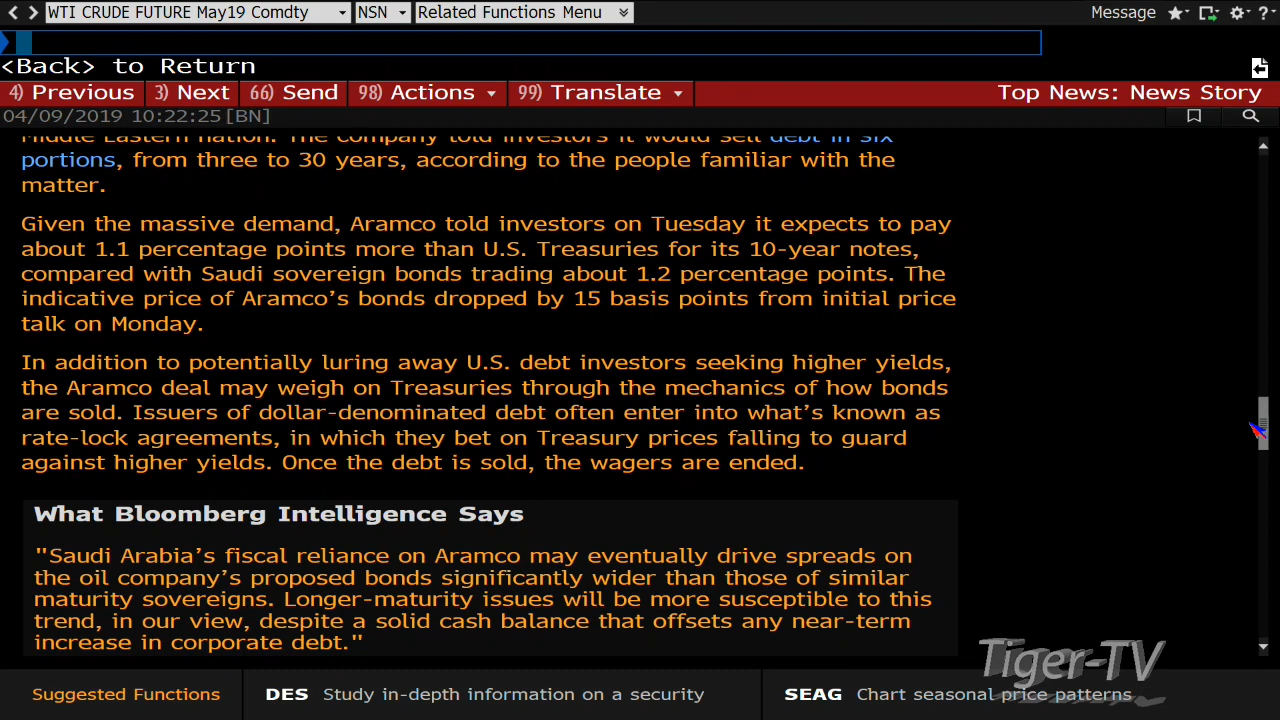 WTI CRUDE FUTURE May19 Comdty NSN Related Functions Menu Message ?
<Back> to Return
4) Previous 3) Next 66) Send 98) Actions 99) Translate Top News: News Story
04/09/2019 10:22:25 [BN]
Middle Eastern nation. The company told investors it would sell debt in six
portions, from three to 30 years, according to the people familiar with the
matter.
Given the massive demand, Aramco told investors on Tuesday it expects to pay
about 1.1 percentage points more than U.S. Treasuries for its 10-year notes,
compared with Saudi sovereign bonds trading about 1.2 percentage points. The
indicative price of Aramco's bonds dropped by 15 basis points from initial price
talk on Monday.
In addition to potentially luring away U.S. debt investors seeking higher yields,
the Aramco deal may weigh on Treasuries through the mechanics of how bonds
are sold. Issuers of dollar-denominated debt often enter into what's known as
rate-lock agreements, in which they bet on Treasury prices falling to guard
against higher yields. Once the debt is sold, the wagers are ended.
What Bloomberg Intelligence Says
"Saudi Arabia's fiscal reliance on Aramco may eventually drive spreads on
the oil company's proposed bonds significantly wider than those of similar
maturity sovereigns. Longer-maturity issues will be more susceptible to this
trend, in our view, despite a solid cash balance that offsets any near-term
increase in corporate debt."
Tiger-TV
Suggested Functions DES Study in-depth information on a security SEAG Chart seasonal price patterns